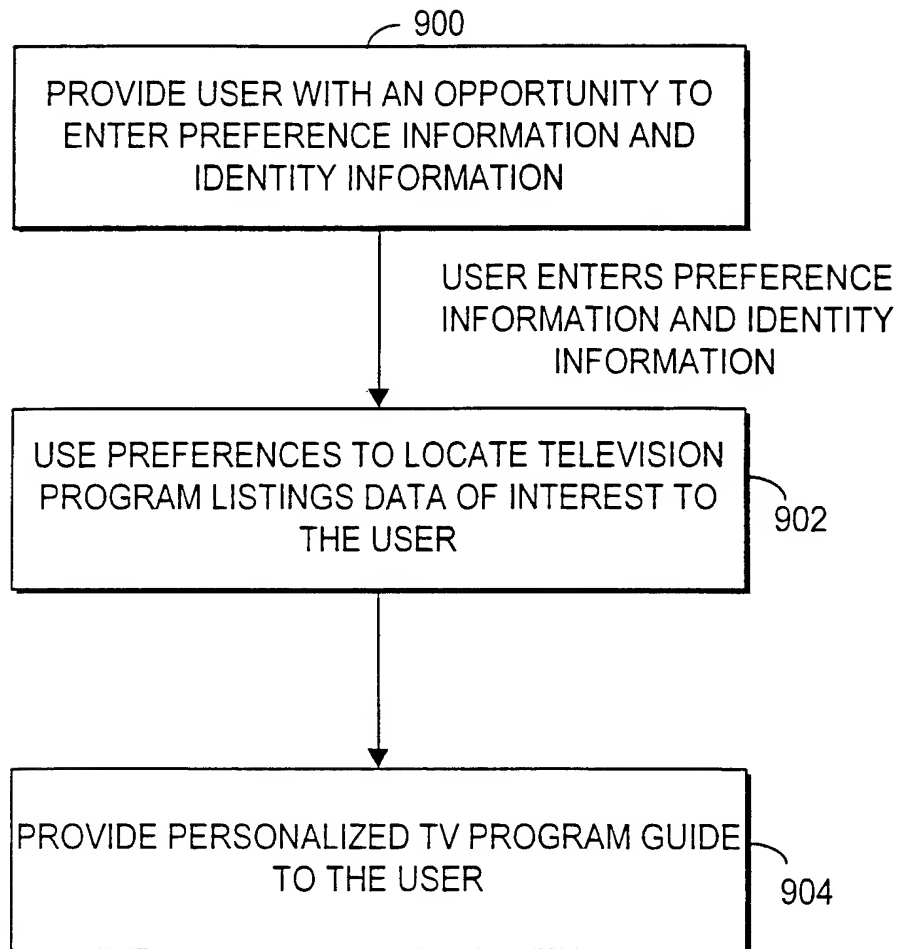 900
PROVIDE USER WITH AN OPPORTUNITY TO
ENTER PREFERENCE INFORMATION AND
IDENTITY INFORMATION
USER ENTERS PREFERENCE
INFORMATION AND IDENTITY
INFORMATION
USE PREFERENCES TO LOCATE TELEVISION
PROGRAM LISTINGS DATA OF INTEREST TO
THE USER
902
PROVIDE PERSONALIZED TV PROGRAM GUIDE
TO THE USER
904